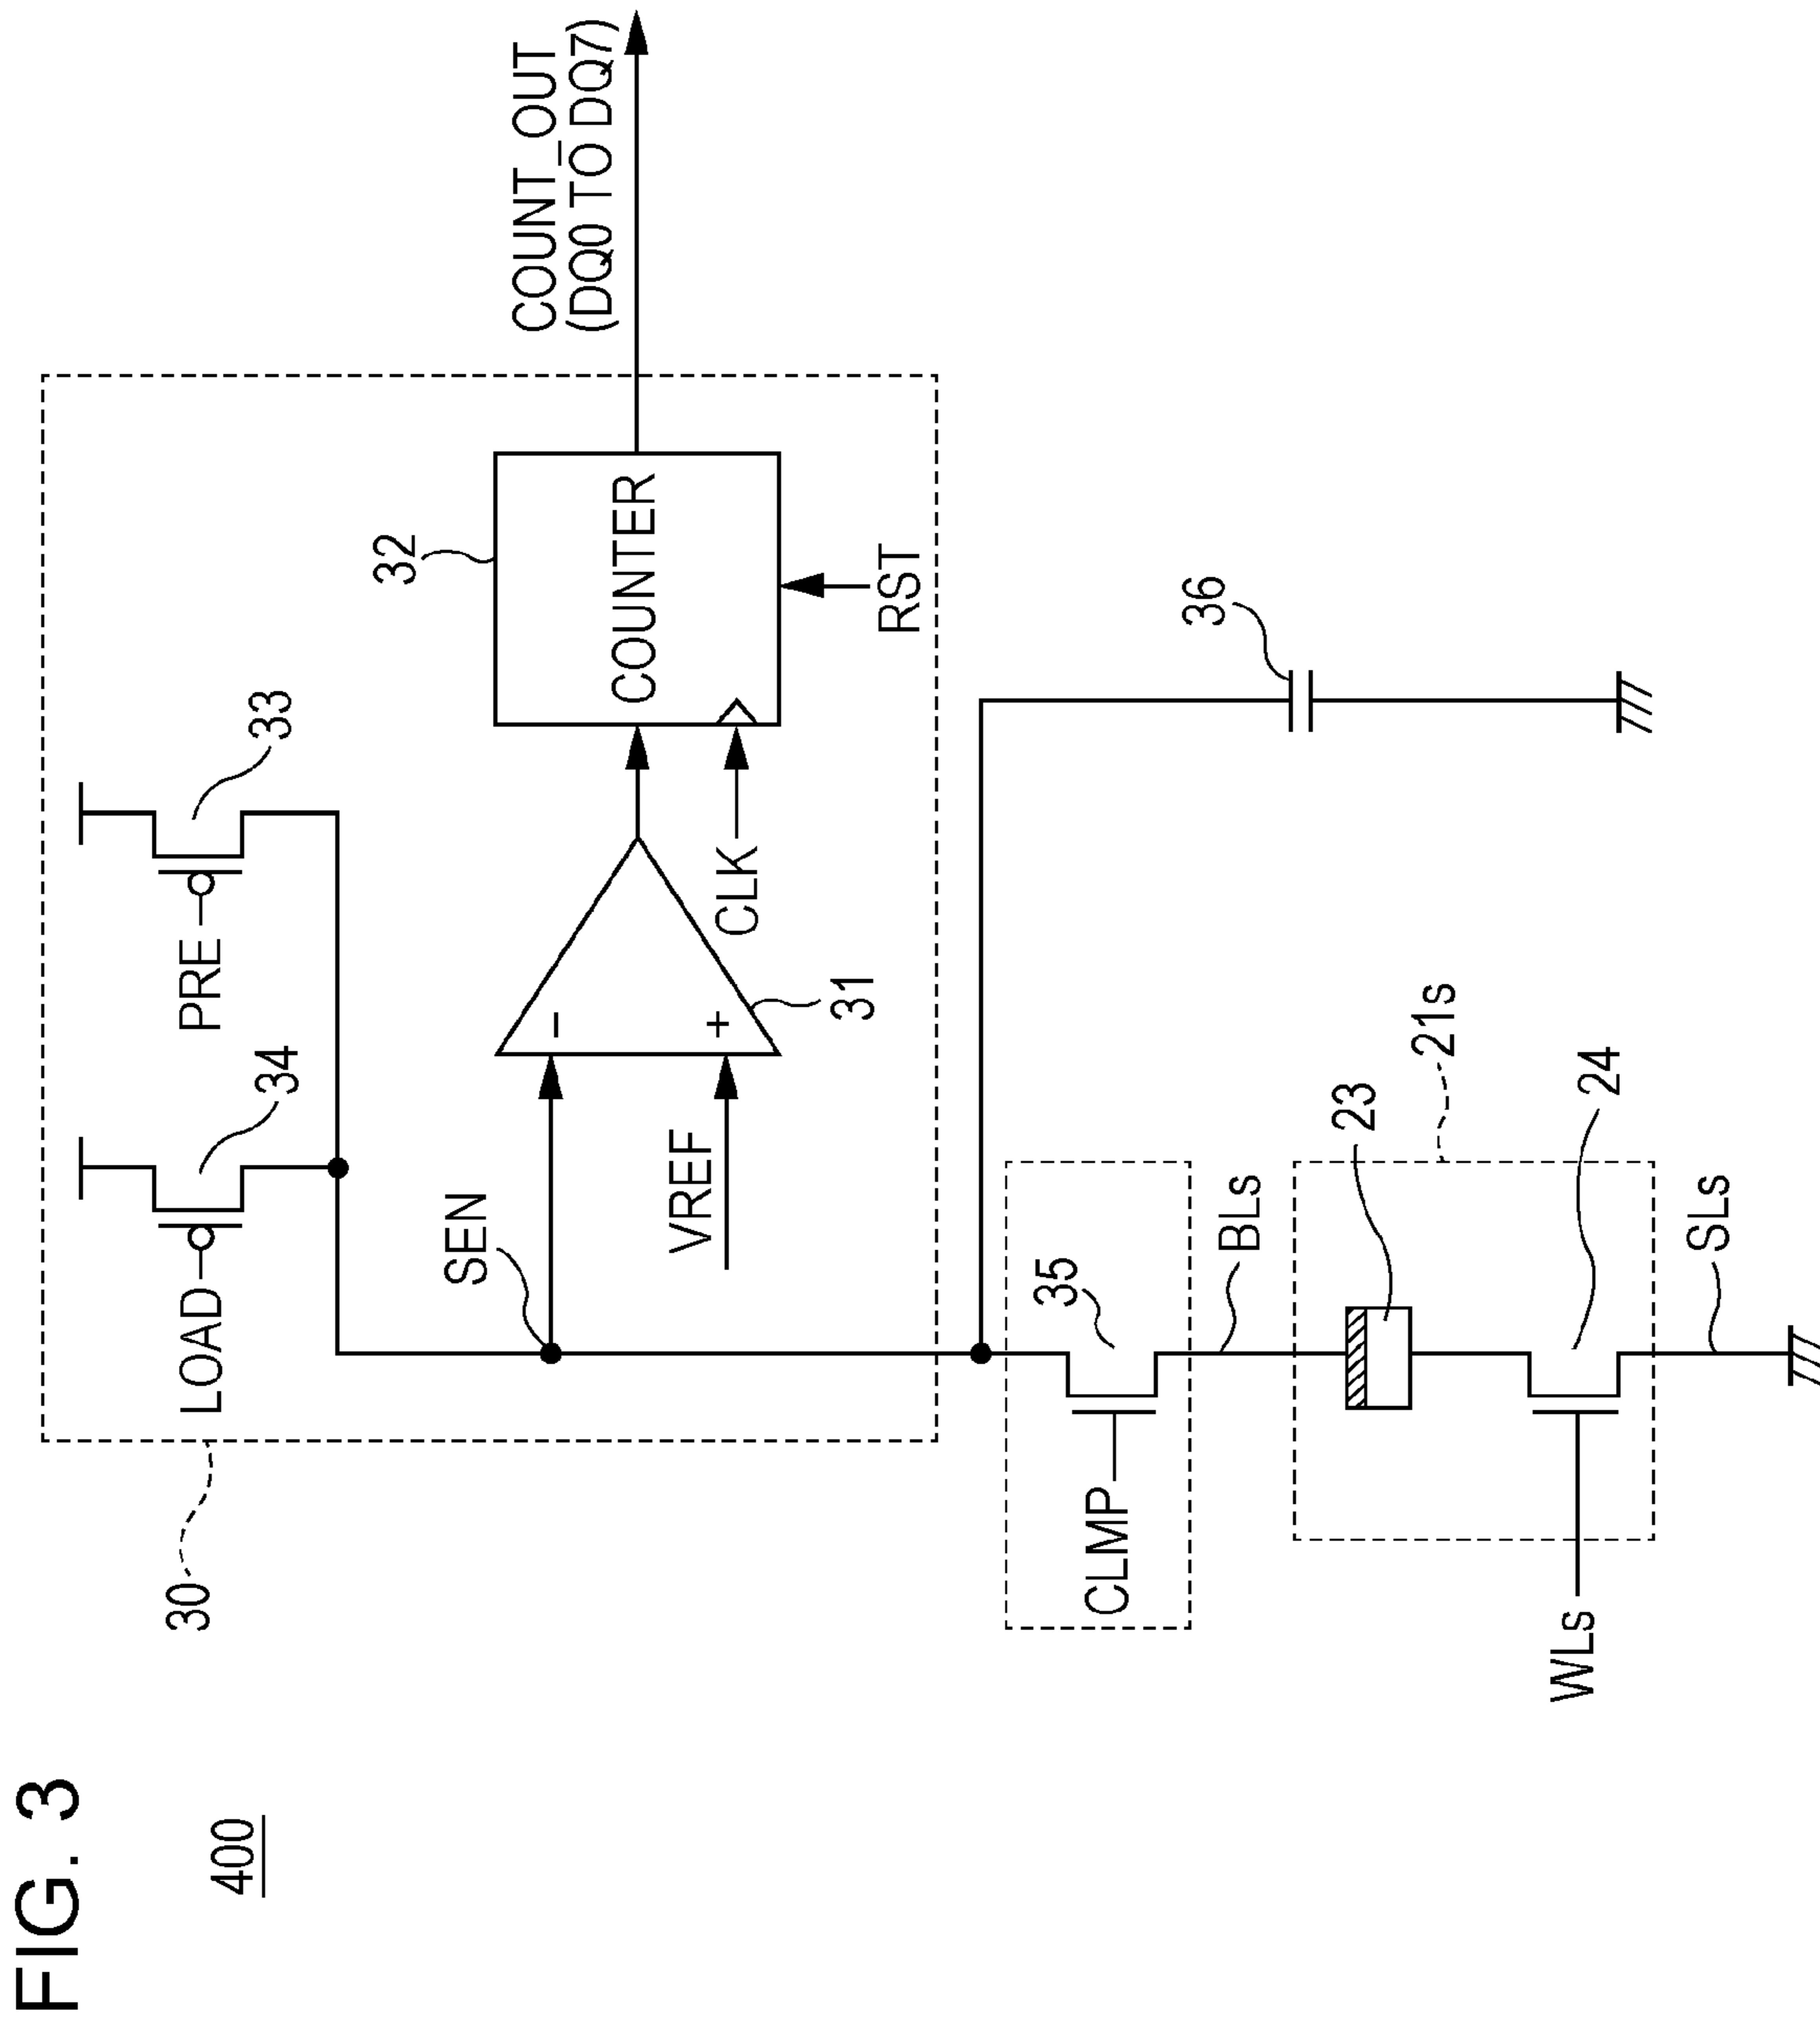 FIG. 3
400
30
LOAD
34
PRE
33
SEN
VREF
−
+
31
CLK
32
COUNTER
RST
COUNT_OUT
(DQ0 TO DQ7)
CLMP
35
BLs
36
21s
23
24
WLs
SLs